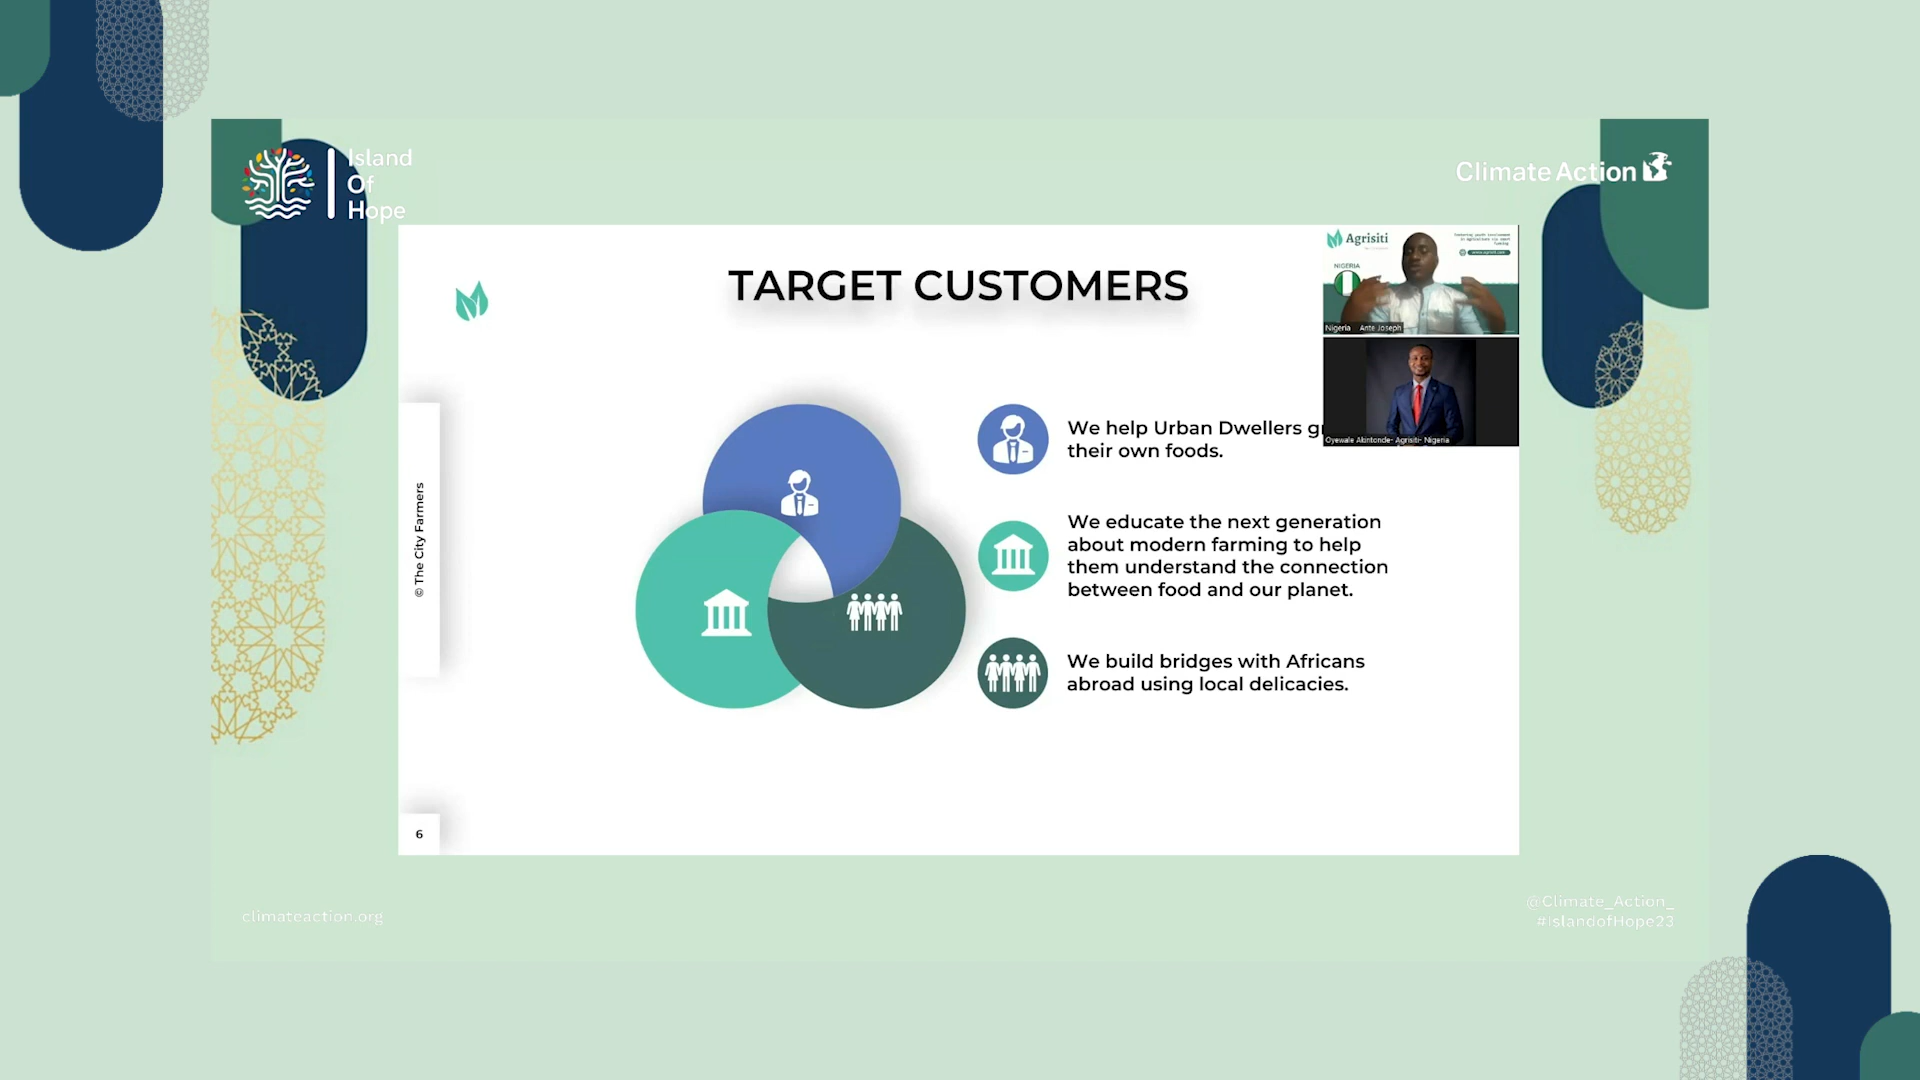 Island
Of
Hope
Climate Action
TARGET CUSTOMERS
Agrisiti
NIGERIA
Nigeria Ante Joseph
Oyewale Akintonde- Agrisiti- Nigeria
We help Urban Dwellers
their own foods.
We educate the next generation
about modern farming to help
them understand the connection
between food and our planet.
We build bridges with Africans
abroad using local delicacies.
© The City Farmers
6
climateaction.org
@Climate_Action_
#IslandofHope23